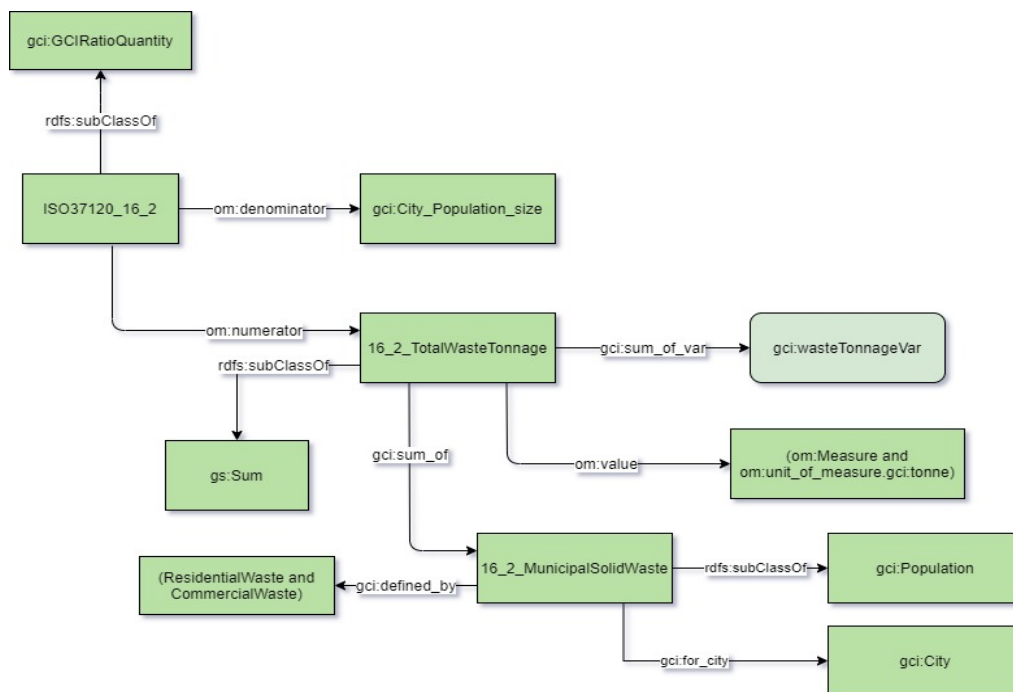 gci:GCIRatioQuantity
rdfs:subClassOf
ISO37120_16_2
om:denominator
gci:City_Population_size
om:numerator
16_2_TotalWasteTonnage
gci:sum_of_var
gci:wasteTonnageVar
rdfs:subClassOf
gs:Sum
gci:sum_of
om:value
(om:Measure and
om:unit_of_measure.gci:tonne)
(ResidentialWaste and
CommercialWaste)
gci:defined_by
16_2_MunicipalSolidWaste
rdfs:subClassOf
gci:Population
gci:for_city
gci:City